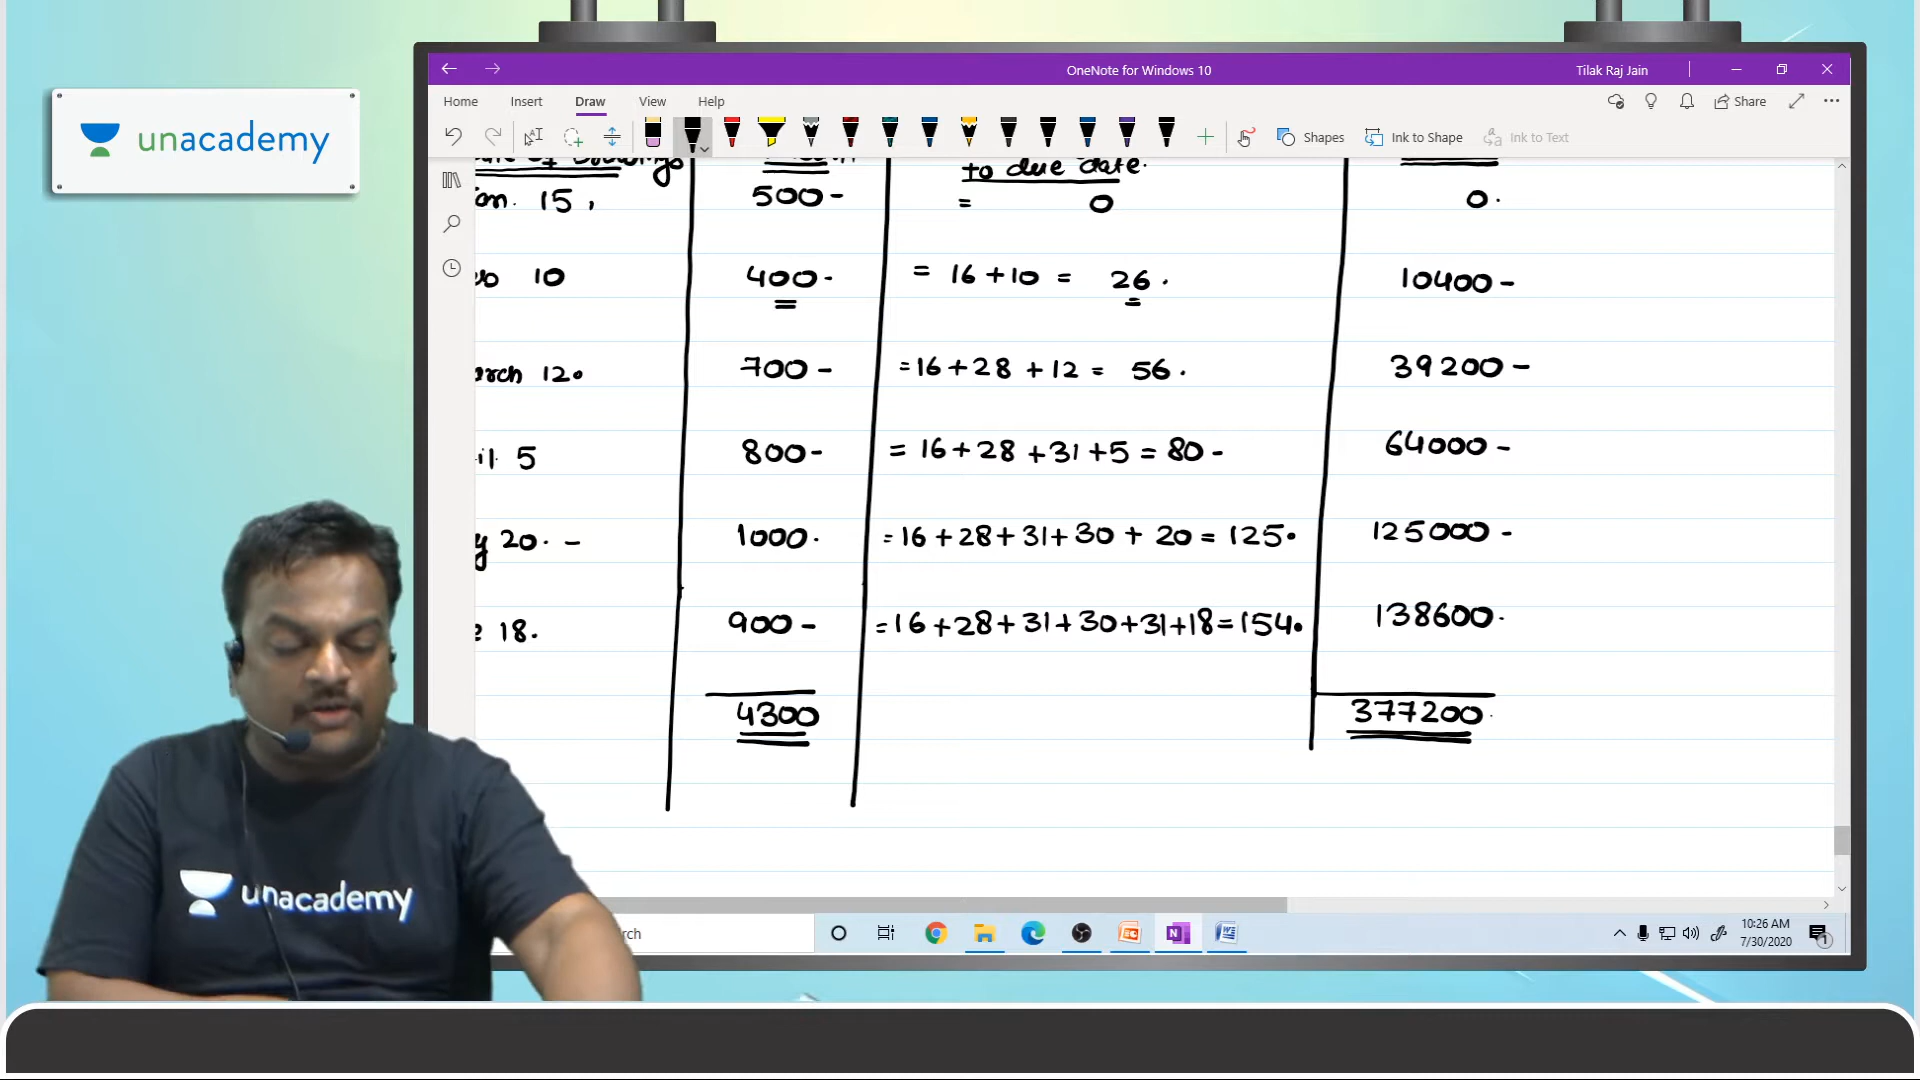 unacademy
OneNote for Windows 10
Tilak Raj Jain
Home Insert Draw View Help
Share
Shapes Ink to Shape Ink to Text
to due date.
15, 500- = 0 0.
10 400- = 16+10 = 26. 10400-
12. 700- =16+28+12= 56. 39200-
5 800- = 16+28+31+5=80- 64000-
20.- 1000. =16+28+31+30+20=125. 125000-
18. 900- =16+28+31+30+31+18=154. 138600.
4300 377200.
unacademy
10:26 AM
7/30/2020